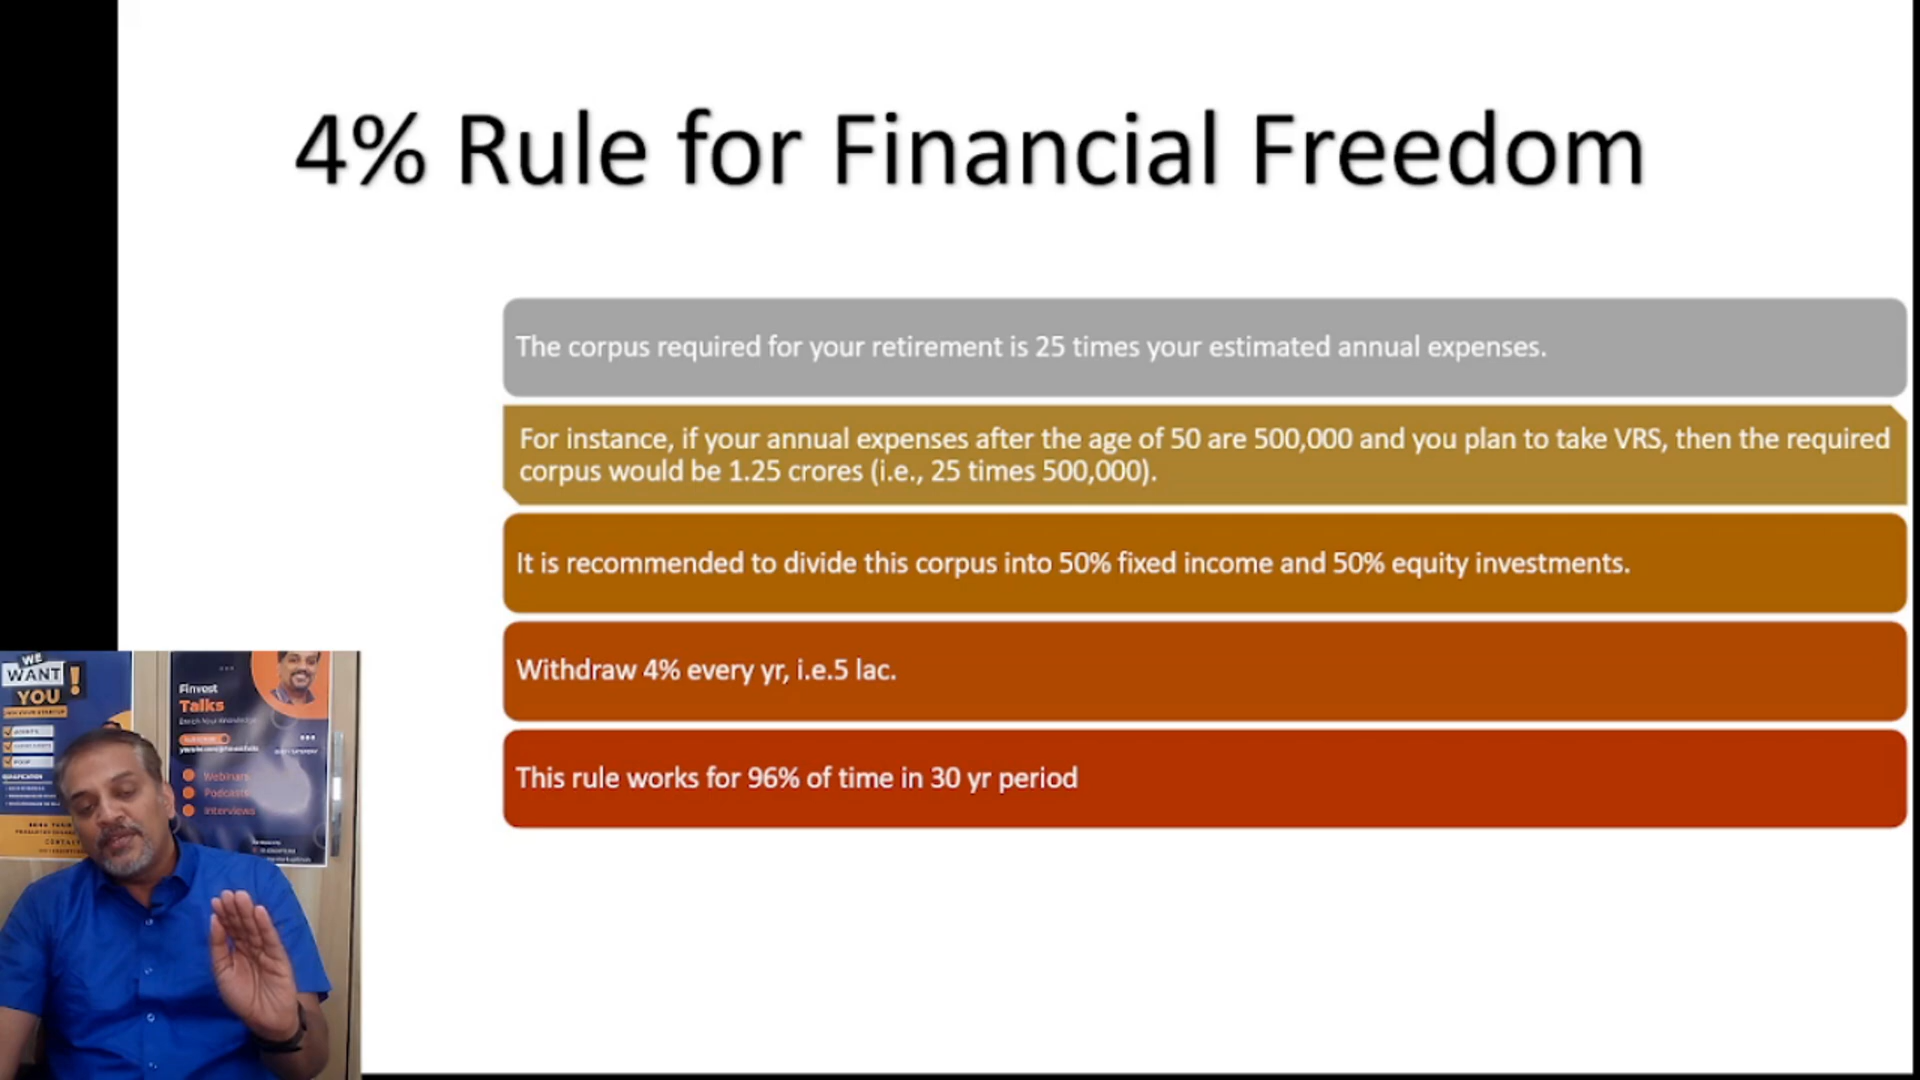 4% Rule for Financial Freedom
The corpus required for your retirement is 25 times your estimated annual expenses.
For instance, if your annual expenses after the age of 50 are 500,000 and you plan to take VRS, then the required
corpus would be 1.25 crores (i.e., 25 times 500,000).
It is recommended to divide this corpus into 50% fixed income and 50% equity investments.
Withdraw 4% every yr, i.e.5 lac.
This rule works for 96% of time in 30 yr period
WE
WANT
YOU !
Finvest
Talks
Enrich Your Knowledge
Webinars
Podcasts
Interviews